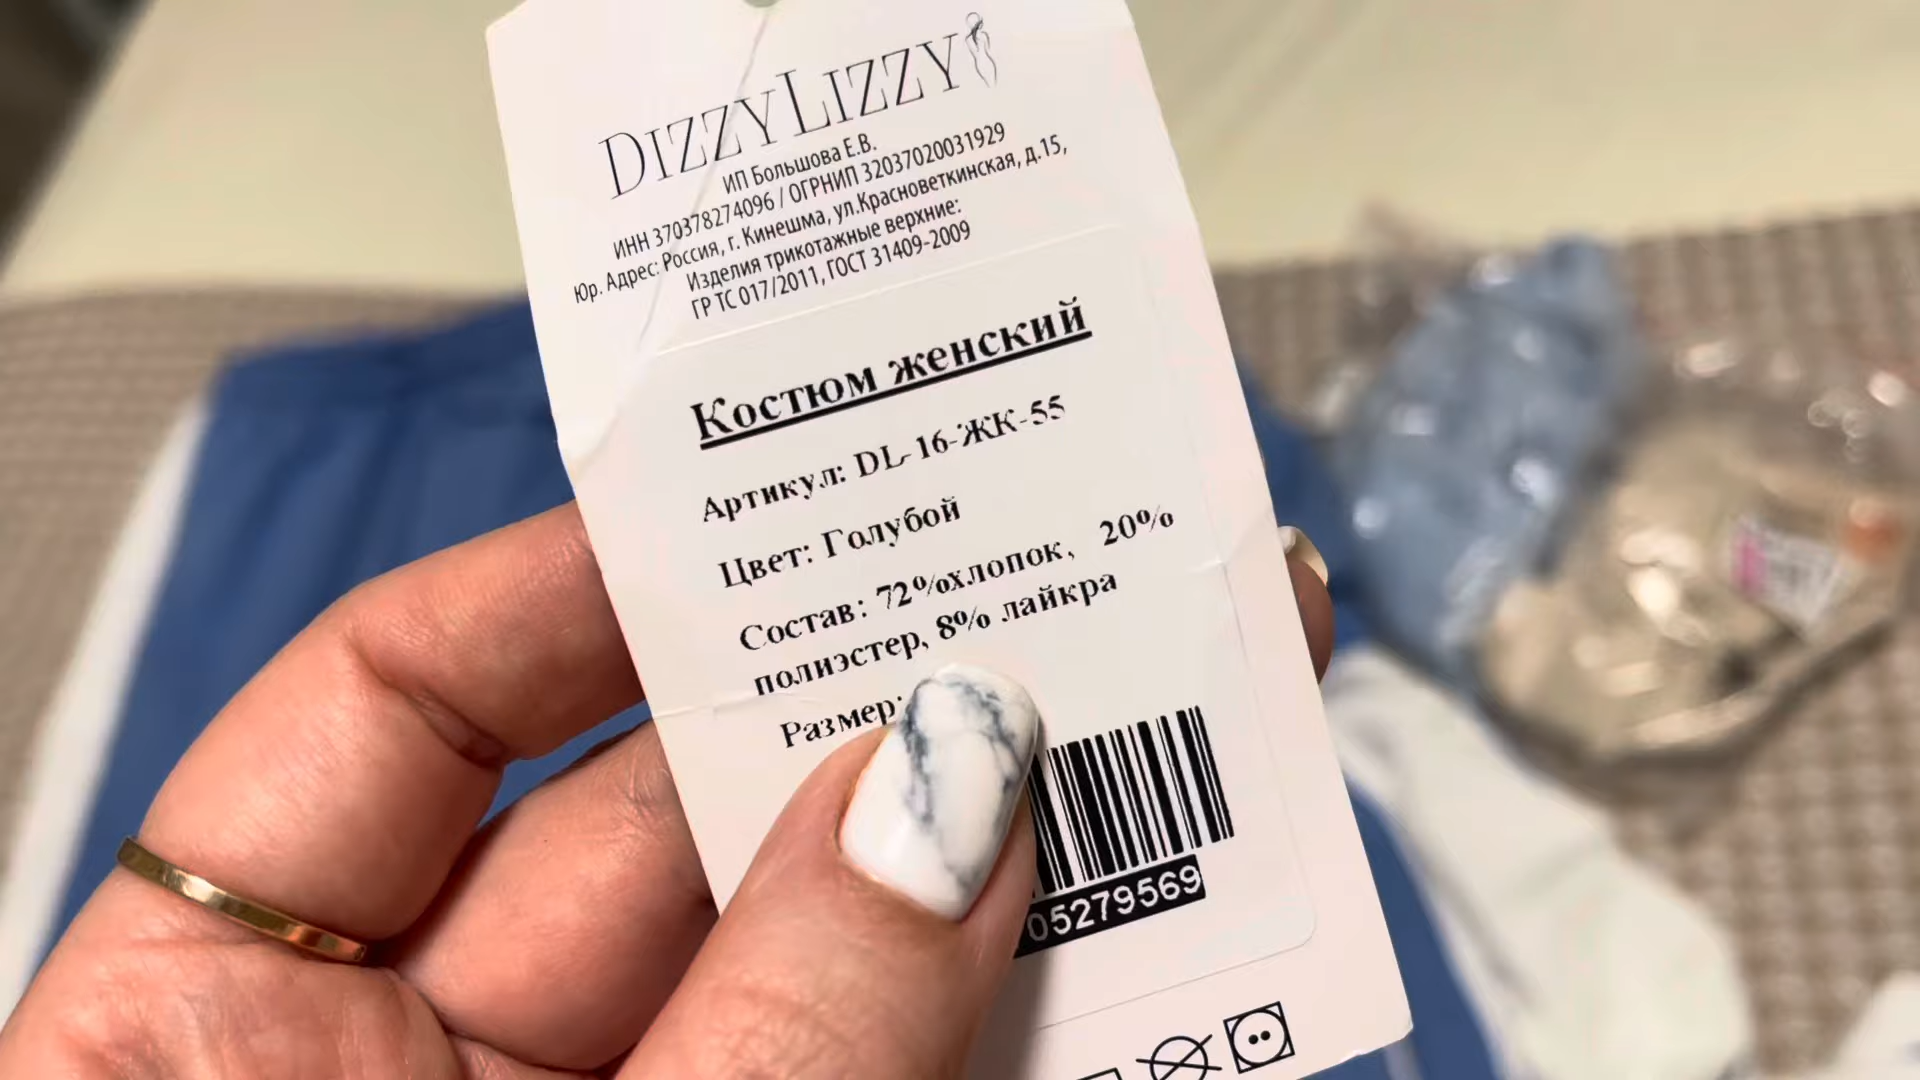 DIZZYLIZZY
ИП Большова Е.В.
ИНН 370378274096 / ОГРНИП 32037020031929
Юр. Адрес: Россия, г. Кинешма, ул.Красноветкинская, д.15,
Изделия трикотажные верхние:
ГР ТС 017/2011, ГОСТ 31409-2009
Костюм женский
Артикул: DL-16-ЖК-55
Цвет: Голубой
Состав: 72%хлопок, 20%
полиэстер, 8% лайкра
Размер:
05279569